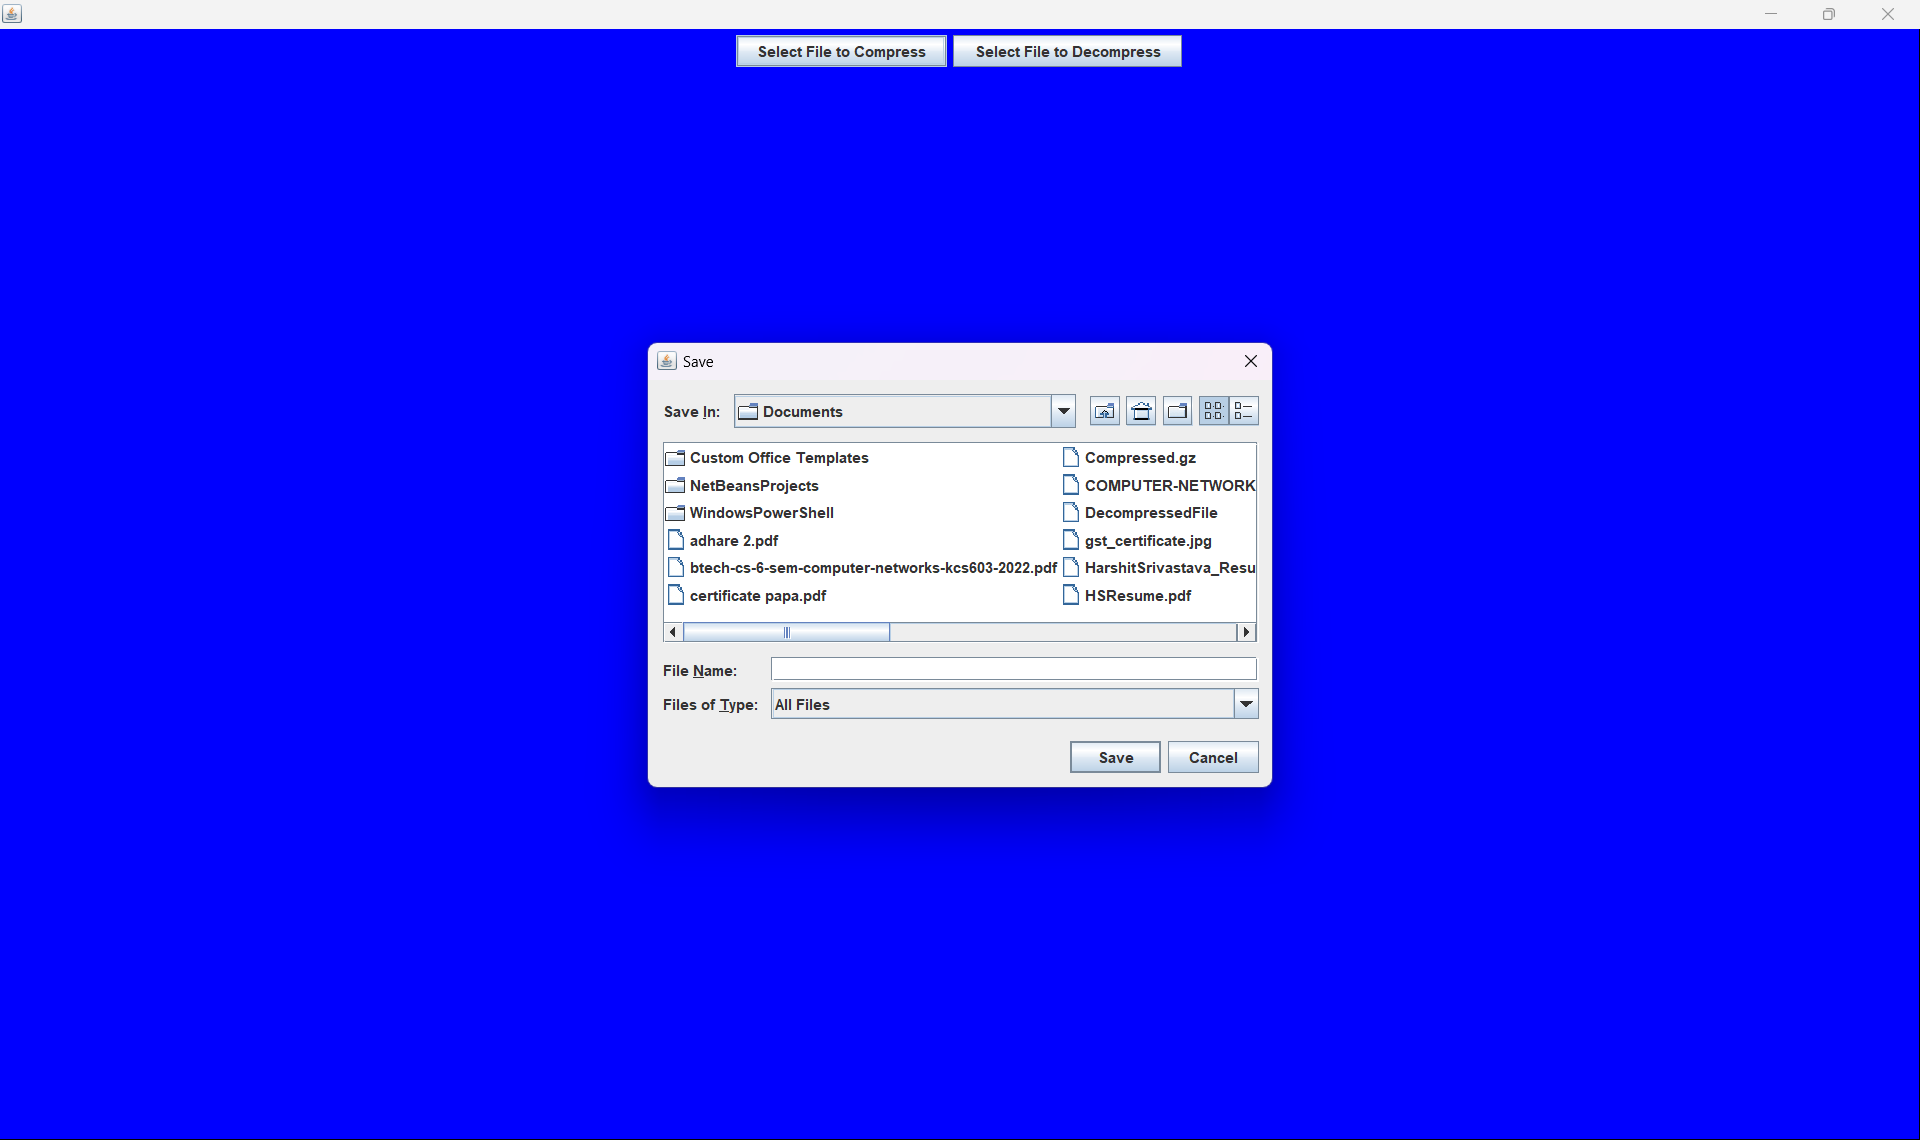 Select File to Compress
Select File to Decompress
Save
Save In:
Documents
Custom Office Templates
NetBeansProjects
WindowsPowerShell
adhare 2.pdf
btech-cs-6-sem-computer-networks-kcs603-2022.pdf
certificate papa.pdf
Compressed.gz
COMPUTER-NETWORK
DecompressedFile
gst_certificate.jpg
HarshitSrivastava_Resu
HSResume.pdf
File Name:
Files of Type: All Files
Save
Cancel